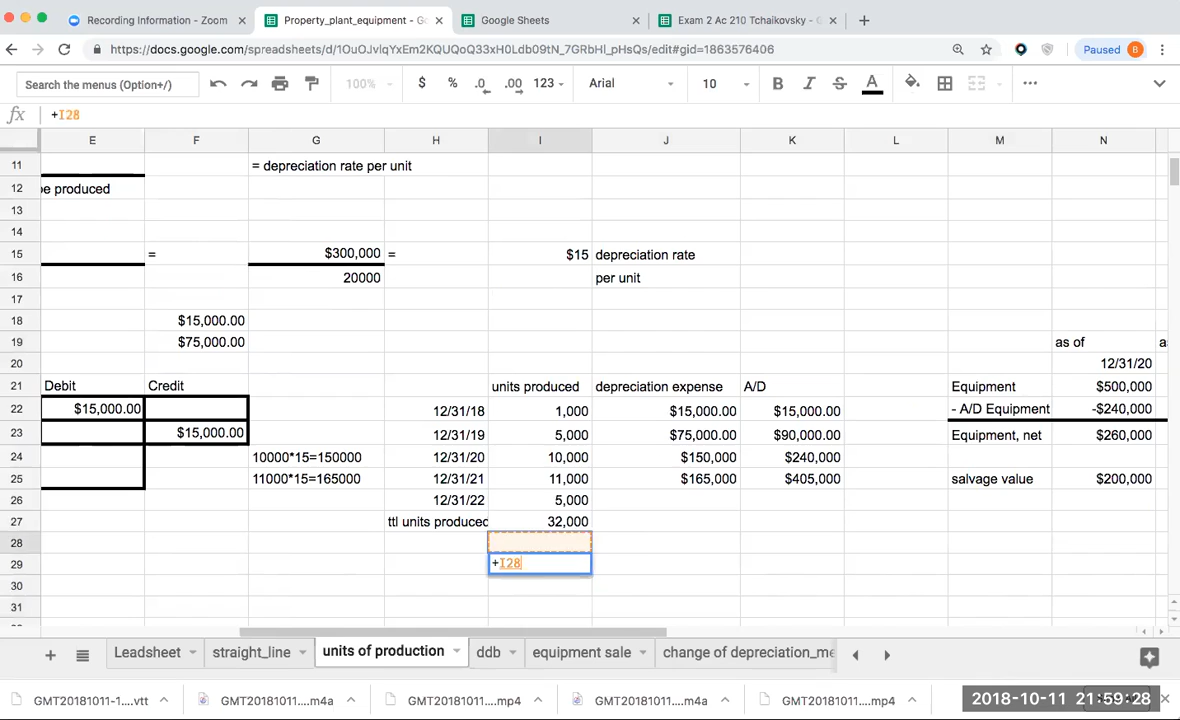 Recording Information - Zoom
Property_plant_equipment - Go
Google Sheets
Exam 2 Ac 210 Tchaikovsky - G
https://docs.google.com/spreadsheets/d/1OuOJvlqYxEm2KQUQoQ33xH0Ldb09tN_7GRbHl_pHsQs/edit#gid=1863576406
Paused B
Search the menus (Option+/) 100% $ % .0 .00 123 Arial 10 B I S A
fx +I28
E F G H I J K L M N
11 = depreciation rate per unit
12 be produced
13
14
15 = $300,000 = $15 depreciation rate
16 20000 per unit
17
18 $15,000.00
19 $75,000.00 as of a
20 12/31/20
21 Debit Credit units produced depreciation expense A/D Equipment $500,000
22 $15,000.00 12/31/18 1,000 $15,000.00 $15,000.00 - A/D Equipment -$240,000
23 $15,000.00 12/31/19 5,000 $75,000.00 $90,000.00 Equipment, net $260,000
24 10000*15=150000 12/31/20 10,000 $150,000 $240,000
25 11000*15=165000 12/31/21 11,000 $165,000 $405,000 salvage value $200,000
26 12/31/22 5,000
27 ttl units produced 32,000
28
29 +I28
30
31
Leadsheet straight_line units of production ddb equipment sale change of depreciation_me
GMT20181011-1....vtt GMT20181011....m4a GMT20181011....mp4 GMT20181011....m4a GMT20181011....mp4
2018-10-11 21:59:28